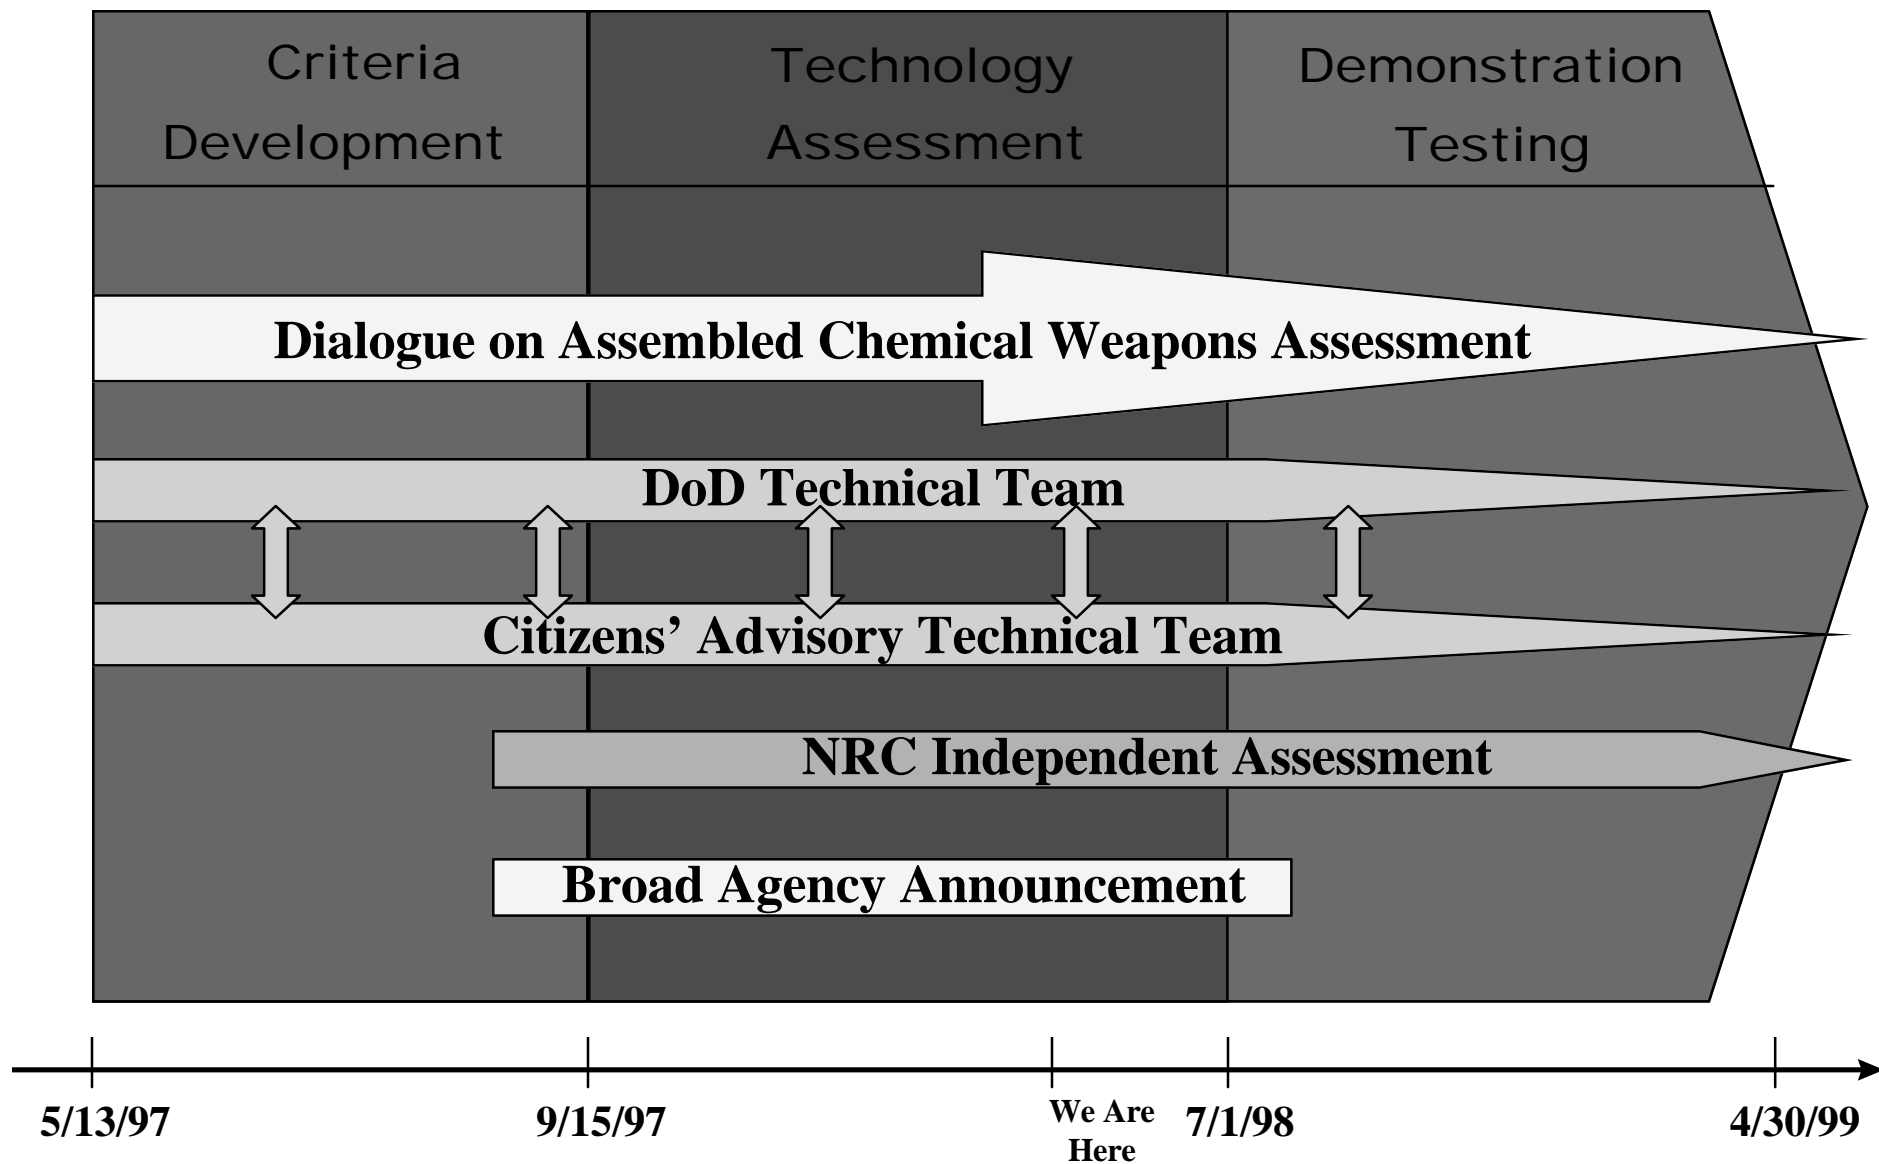 Criteria
Development
Technology
Assessment
Demonstration
Testing
Dialogue on Assembled Chemical Weapons Assessment
DoD Technical Team
Citizens’ Advisory Technical Team
NRC Independent Assessment
Broad Agency Announcement
5/13/97
9/15/97
We Are
Here
7/1/98
4/30/99